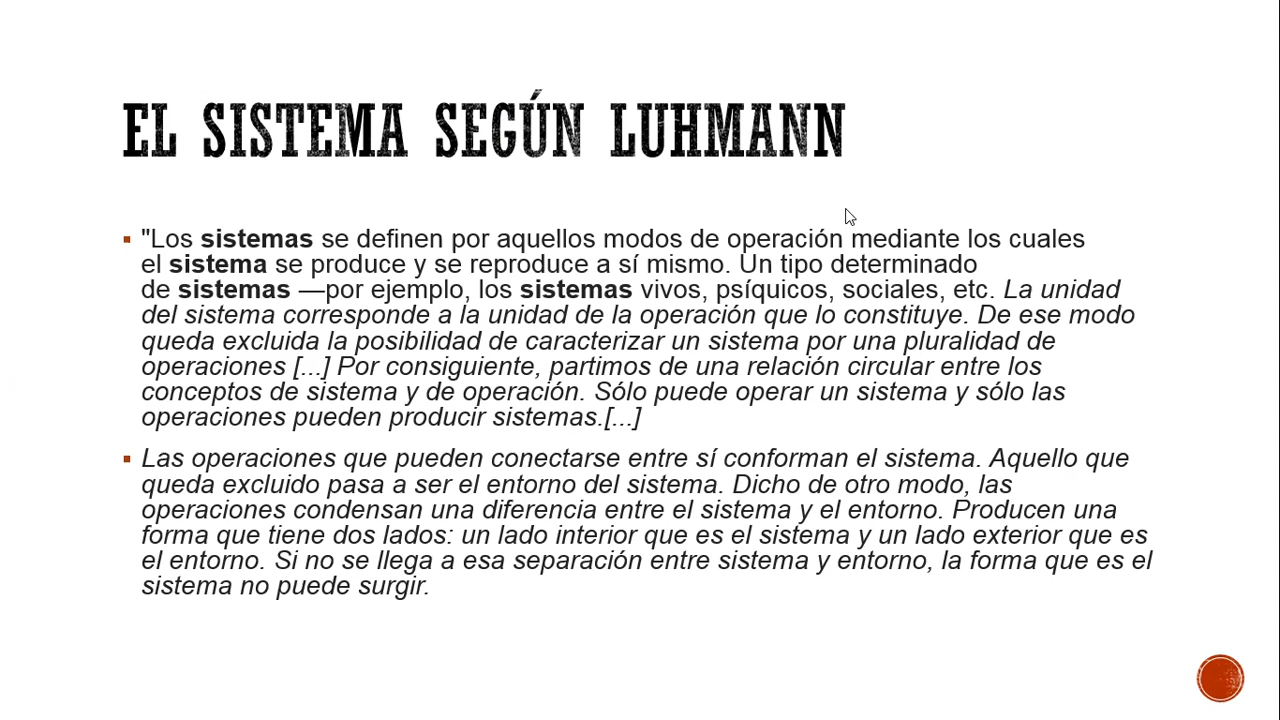 EL SISTEMA SEGÚN LUHMANN
"Los sistemas se definen por aquellos modos de operación mediante los cuales
el sistema se produce y se reproduce a sí mismo. Un tipo determinado
de sistemas —por ejemplo, los sistemas vivos, psíquicos, sociales, etc. La unidad
del sistema corresponde a la unidad de la operación que lo constituye. De ese modo
queda excluida la posibilidad de caracterizar un sistema por una pluralidad de
operaciones [...] Por consiguiente, partimos de una relación circular entre los
conceptos de sistema y de operación. Sólo puede operar un sistema y sólo las
operaciones pueden producir sistemas.[...]
Las operaciones que pueden conectarse entre sí conforman el sistema. Aquello que
queda excluido pasa a ser el entorno del sistema. Dicho de otro modo, las
operaciones condensan una diferencia entre el sistema y el entorno. Producen una
forma que tiene dos lados: un lado interior que es el sistema y un lado exterior que es
el entorno. Si no se llega a esa separación entre sistema y entorno, la forma que es el
sistema no puede surgir.